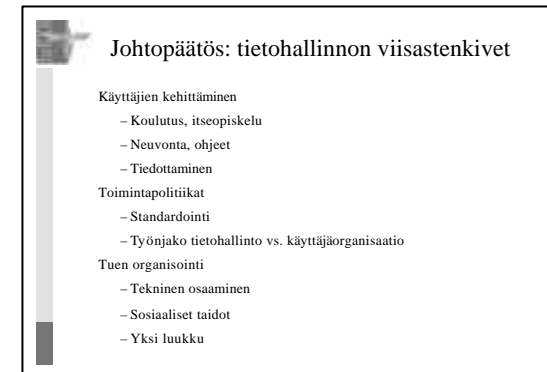 Johtopäätös: tietohallinnon viisastenkivet
Käyttäjien kehittäminen
– Koulutus, itseopiskelu
– Neuvonta, ohjeet
– Tiedottaminen
Toimintapolitiikat
– Standardointi
– Työnjako tietohallinto vs. käyttäjäorganisaatio
Tuen organisointi
– Tekninen osaaminen
– Sosiaaliset taidot
– Yksi luukku